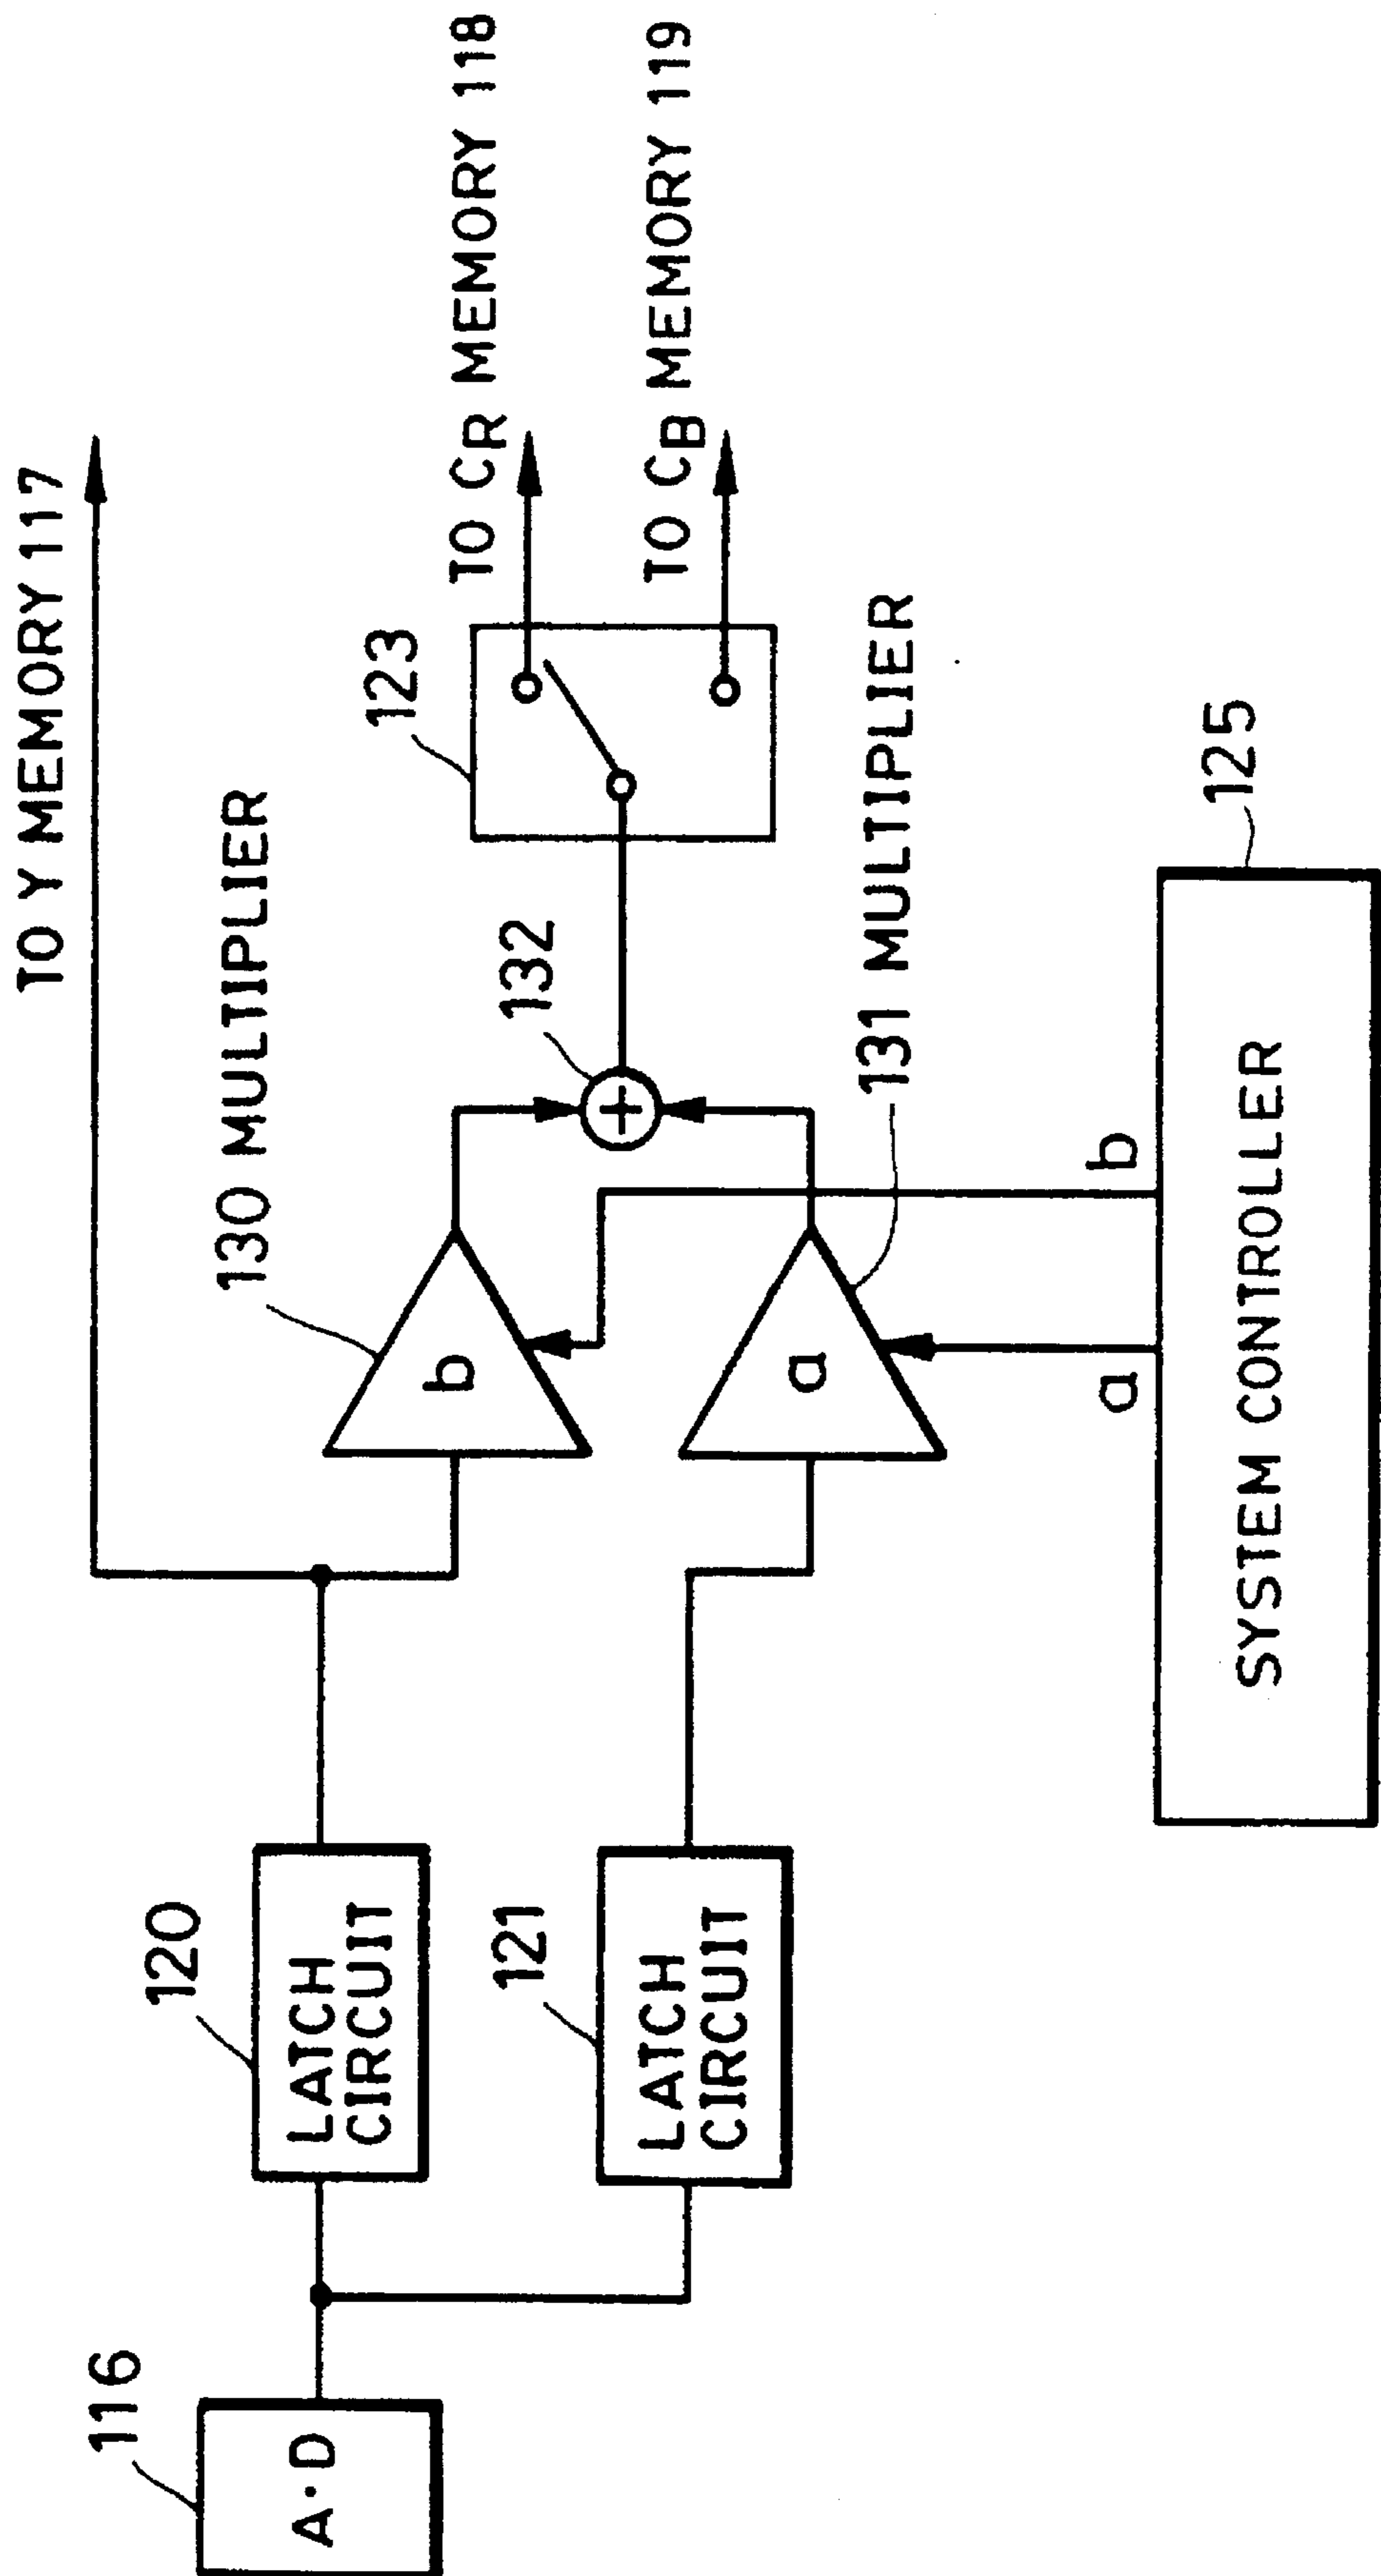 TO Y MEMORY 117
TO CR MEMORY 118
TO CB MEMORY 119
130 MULTIPLIER
123
132
131 MULTIPLIER
116
A·D
120
LATCH
CIRCUIT
121
LATCH
CIRCUIT
b
a
a
b
125
SYSTEM CONTROLLER